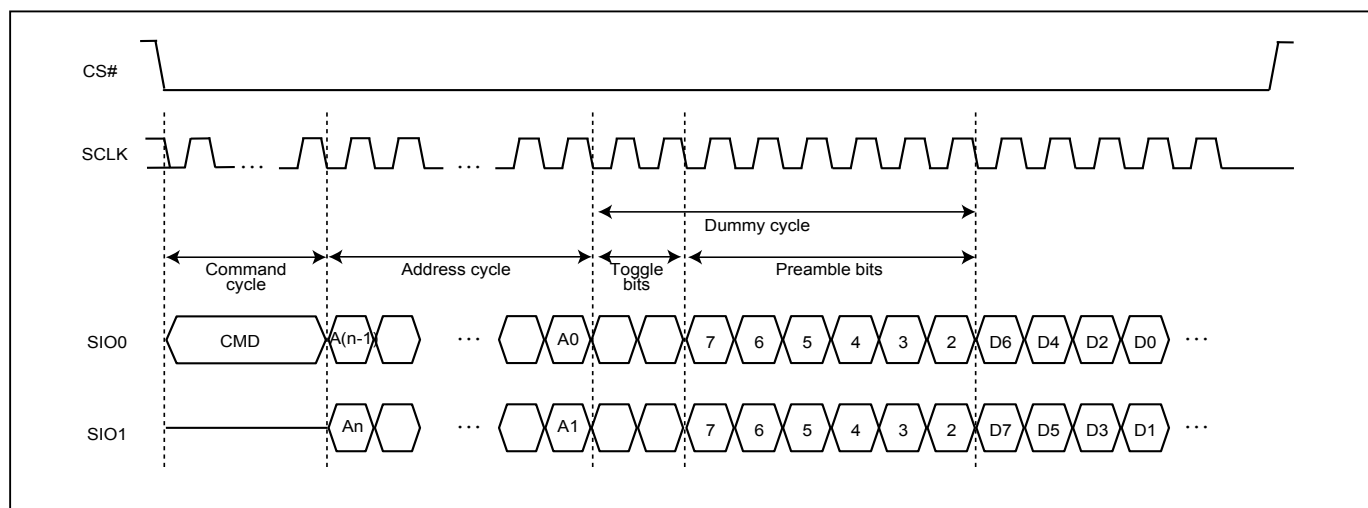 CS#
SCLK
…
…
Dummy cycle
Command
cycle
Address cycle
Toggle
bits
Preamble bits
SIO0
CMD
A(n-1)
…
A0
7
6
5
4
3
2
D6
D4
D2
D0
…
SIO1
An
…
A1
7
6
5
4
3
2
D7
D5
D3
D1
…